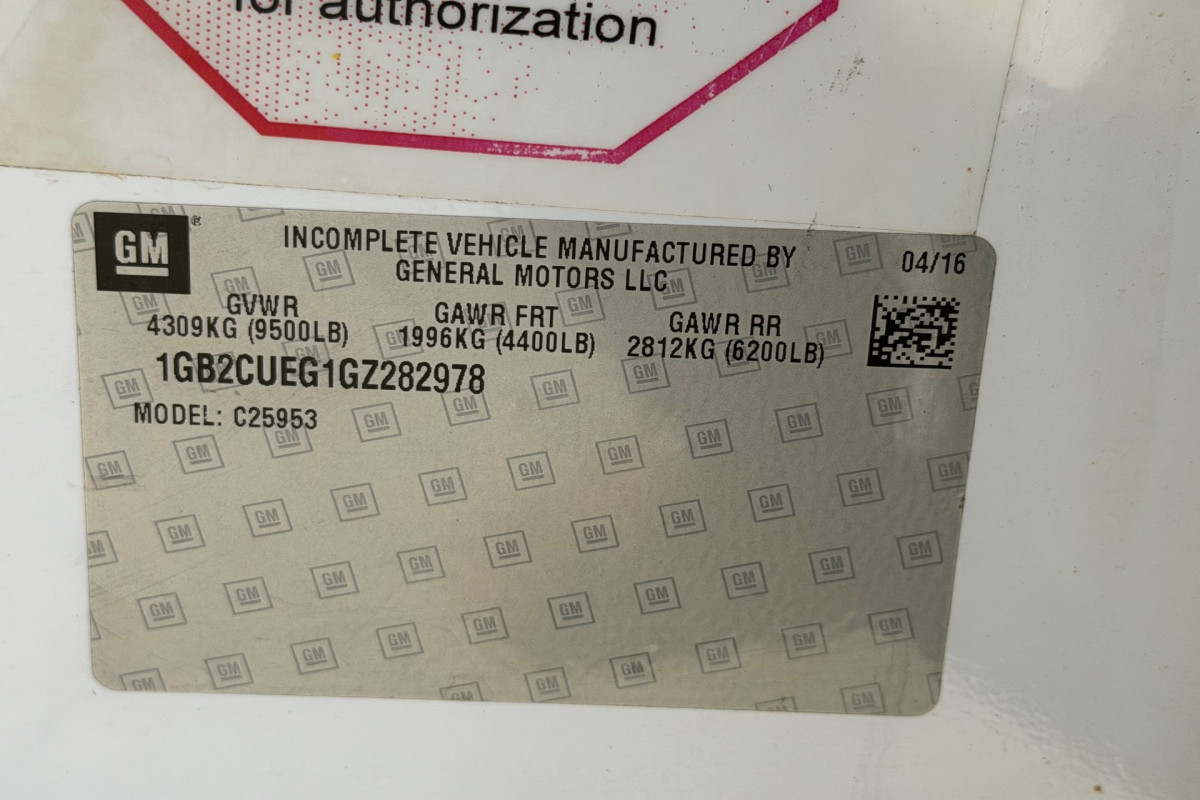 for authorization
GM ®
INCOMPLETE VEHICLE MANUFACTURED BY
GENERAL MOTORS LLC
04/16
GVWR GAWR FRT GAWR RR
4309KG (9500LB) 1996KG (4400LB) 2812KG (6200LB)
1GB2CUEG1GZ282978
MODEL: C25953